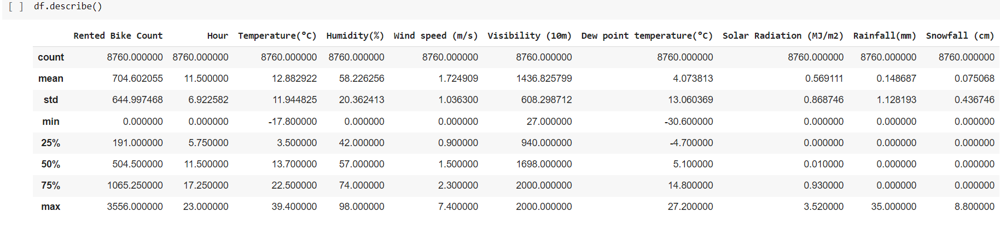 [ ] df.describe()
Rented Bike Count Hour Temperature(°C) Humidity(%) Wind speed (m/s) Visibility (10m) Dew point temperature(°C) Solar Radiation (MJ/m2) Rainfall(mm) Snowfall (cm)
count 8760.000000 8760.000000 8760.000000 8760.000000 8760.000000 8760.000000 8760.000000 8760.000000 8760.000000 8760.000000
mean 704.602055 11.500000 12.882922 58.226256 1.724909 1436.825799 4.073813 0.569111 0.148687 0.075068
std 644.997468 6.922582 11.944825 20.362413 1.036300 608.298712 13.060369 0.868746 1.128193 0.436746
min 0.000000 0.000000 -17.800000 0.000000 0.000000 27.000000 -30.600000 0.000000 0.000000 0.000000
25% 191.000000 5.750000 3.500000 42.000000 0.900000 940.000000 -4.700000 0.000000 0.000000 0.000000
50% 504.500000 11.500000 13.700000 57.000000 1.500000 1698.000000 5.100000 0.010000 0.000000 0.000000
75% 1065.250000 17.250000 22.500000 74.000000 2.300000 2000.000000 14.800000 0.930000 0.000000 0.000000
max 3556.000000 23.000000 39.400000 98.000000 7.400000 2000.000000 27.200000 3.520000 35.000000 8.800000